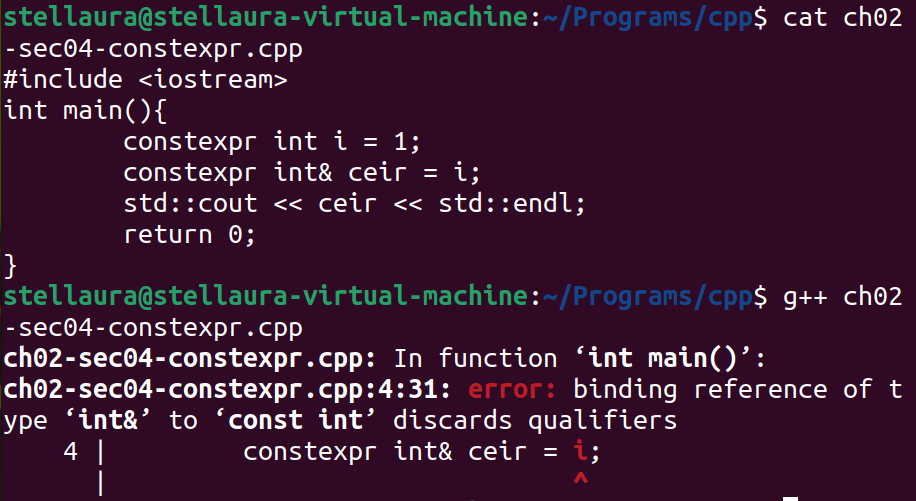 stellaura@stellaura-virtual-machine:~/Programs/cpp$ cat ch02
-sec04-constexpr.cpp
#include <iostream>
int main(){
        constexpr int i = 1;
        constexpr int& ceir = i;
        std::cout << ceir << std::endl;
        return 0;
}
stellaura@stellaura-virtual-machine:~/Programs/cpp$ g++ ch02
-sec04-constexpr.cpp
ch02-sec04-constexpr.cpp: In function ‘int main()’:
ch02-sec04-constexpr.cpp:4:31: error: binding reference of t
ype ‘int&’ to ‘const int’ discards qualifiers
    4 |         constexpr int& ceir = i;
      |                               ^